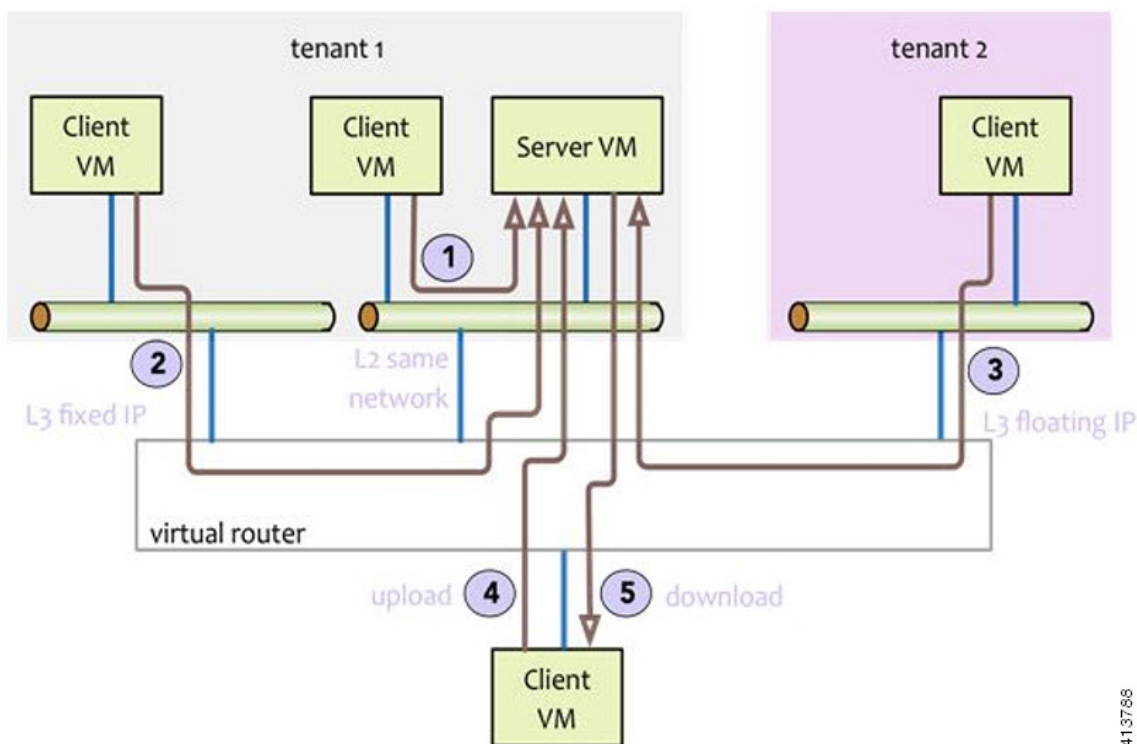 tenant 1
tenant 2
Client
VM
Client
VM
Server VM
Client
VM
1
2
L2 same
network
3
L3 fixed IP
L3 floating IP
virtual router
upload
4
5
download
Client
VM
413788